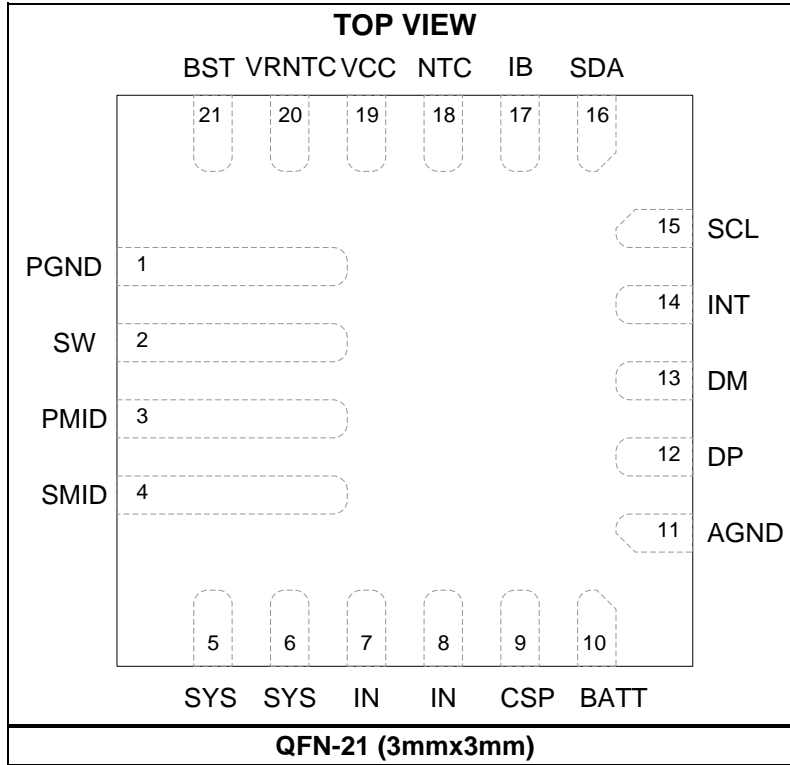 TOP VIEW
BST VRNTC VCC NTC IB SDA
21 20 19 18 17 16
15 SCL
PGND 1
14 INT
SW 2
13 DM
PMID 3
12 DP
SMID 4
11 AGND
5 6 7 8 9 10
SYS SYS IN IN CSP BATT
QFN-21 (3mmx3mm)